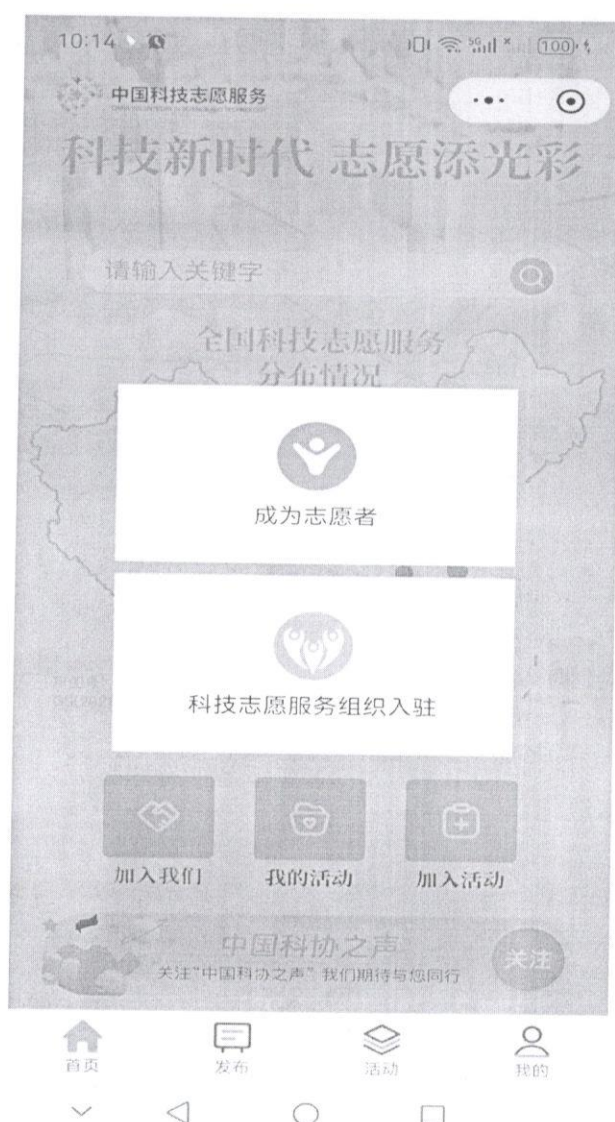 10:14
5G
100
中国科技志愿服务
科技新时代 志愿添光彩
请输入关键字
全国科技志愿服务
分布情况
成为志愿者
科技志愿服务组织入驻
加入我们
我的活动
加入活动
中国科协之声
关注"中国科协之声" 我们期待与您同行
关注
首页
发布
活动
我的